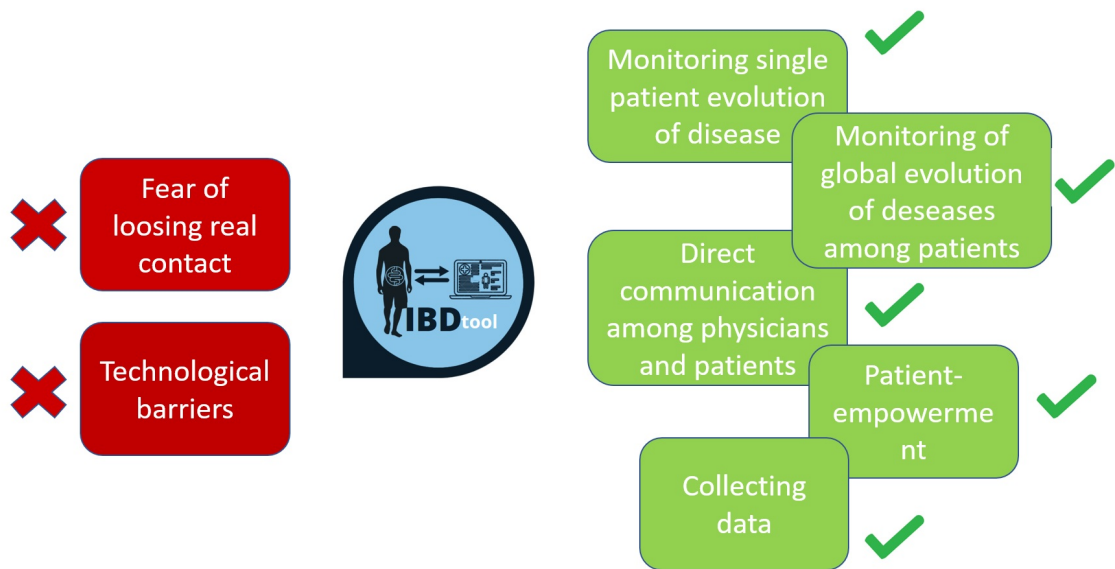 Fear of
loosing real
contact
Technological
barriers
IBDtool
Monitoring single
patient evolution
of disease
Monitoring of
global evolution
of deseases
among patients
Direct
communication
among physicians
and patients
Patient-
empowerme
nt
Collecting
data